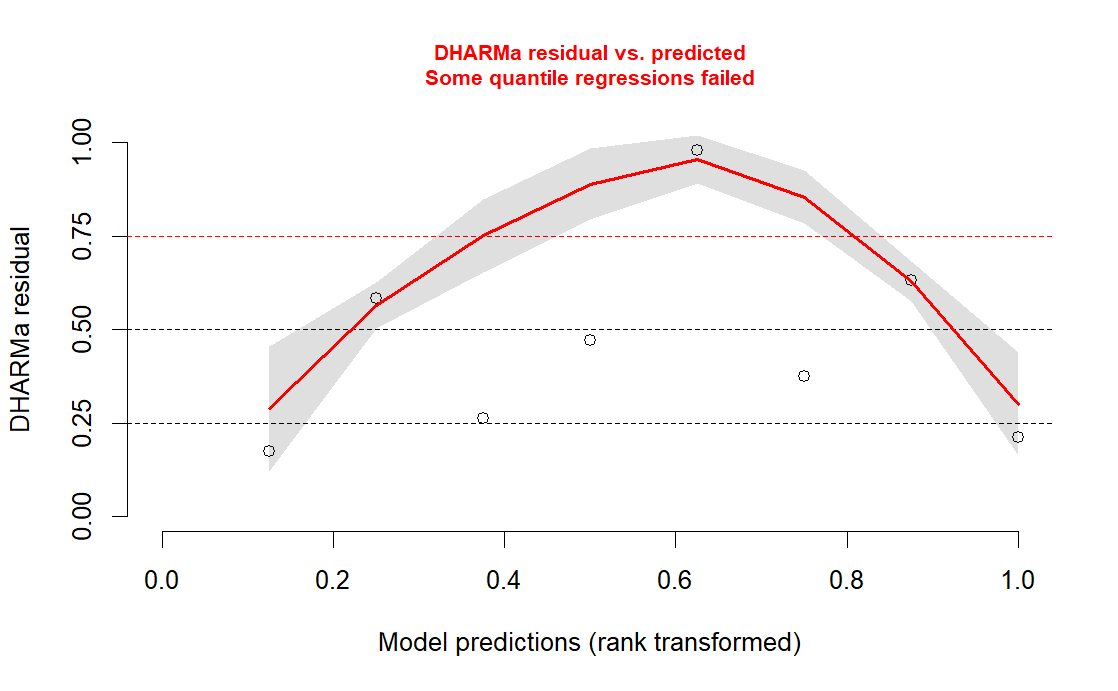 DHARMa residual vs. predicted
Some quantile regressions failed
1.00
0.75
0.50
0.25
0.00
DHARMa residual
0.0 0.2 0.4 0.6 0.8 1.0
Model predictions (rank transformed)